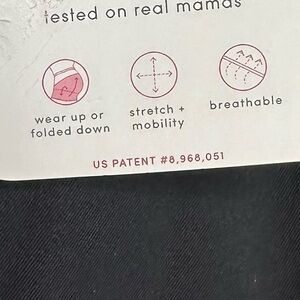 tested on real mamas
wear up or
folded down
stretch +
mobility
breathable
US PATENT #8,968,051